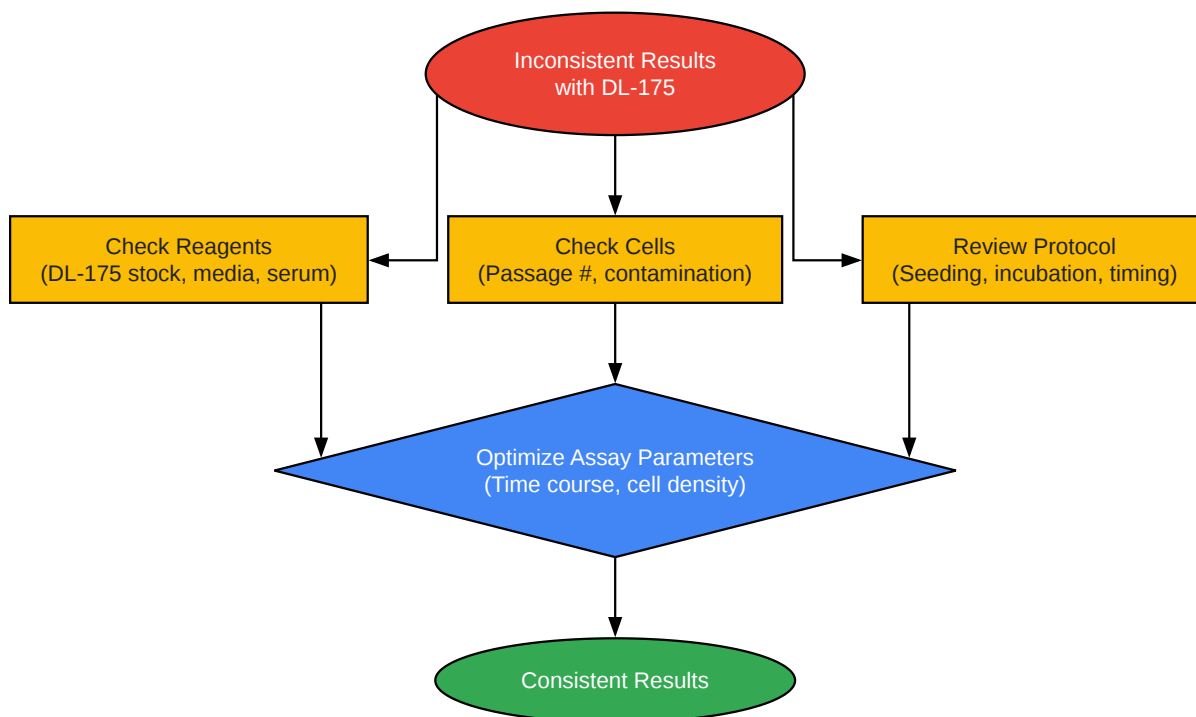 Inconsistent Results
with DL-175
Check Reagents
(DL-175 stock, media, serum)
Check Cells
(Passage #, contamination)
Review Protocol
(Seeding, incubation, timing)
Optimize Assay Parameters
(Time course, cell density)
Consistent Results